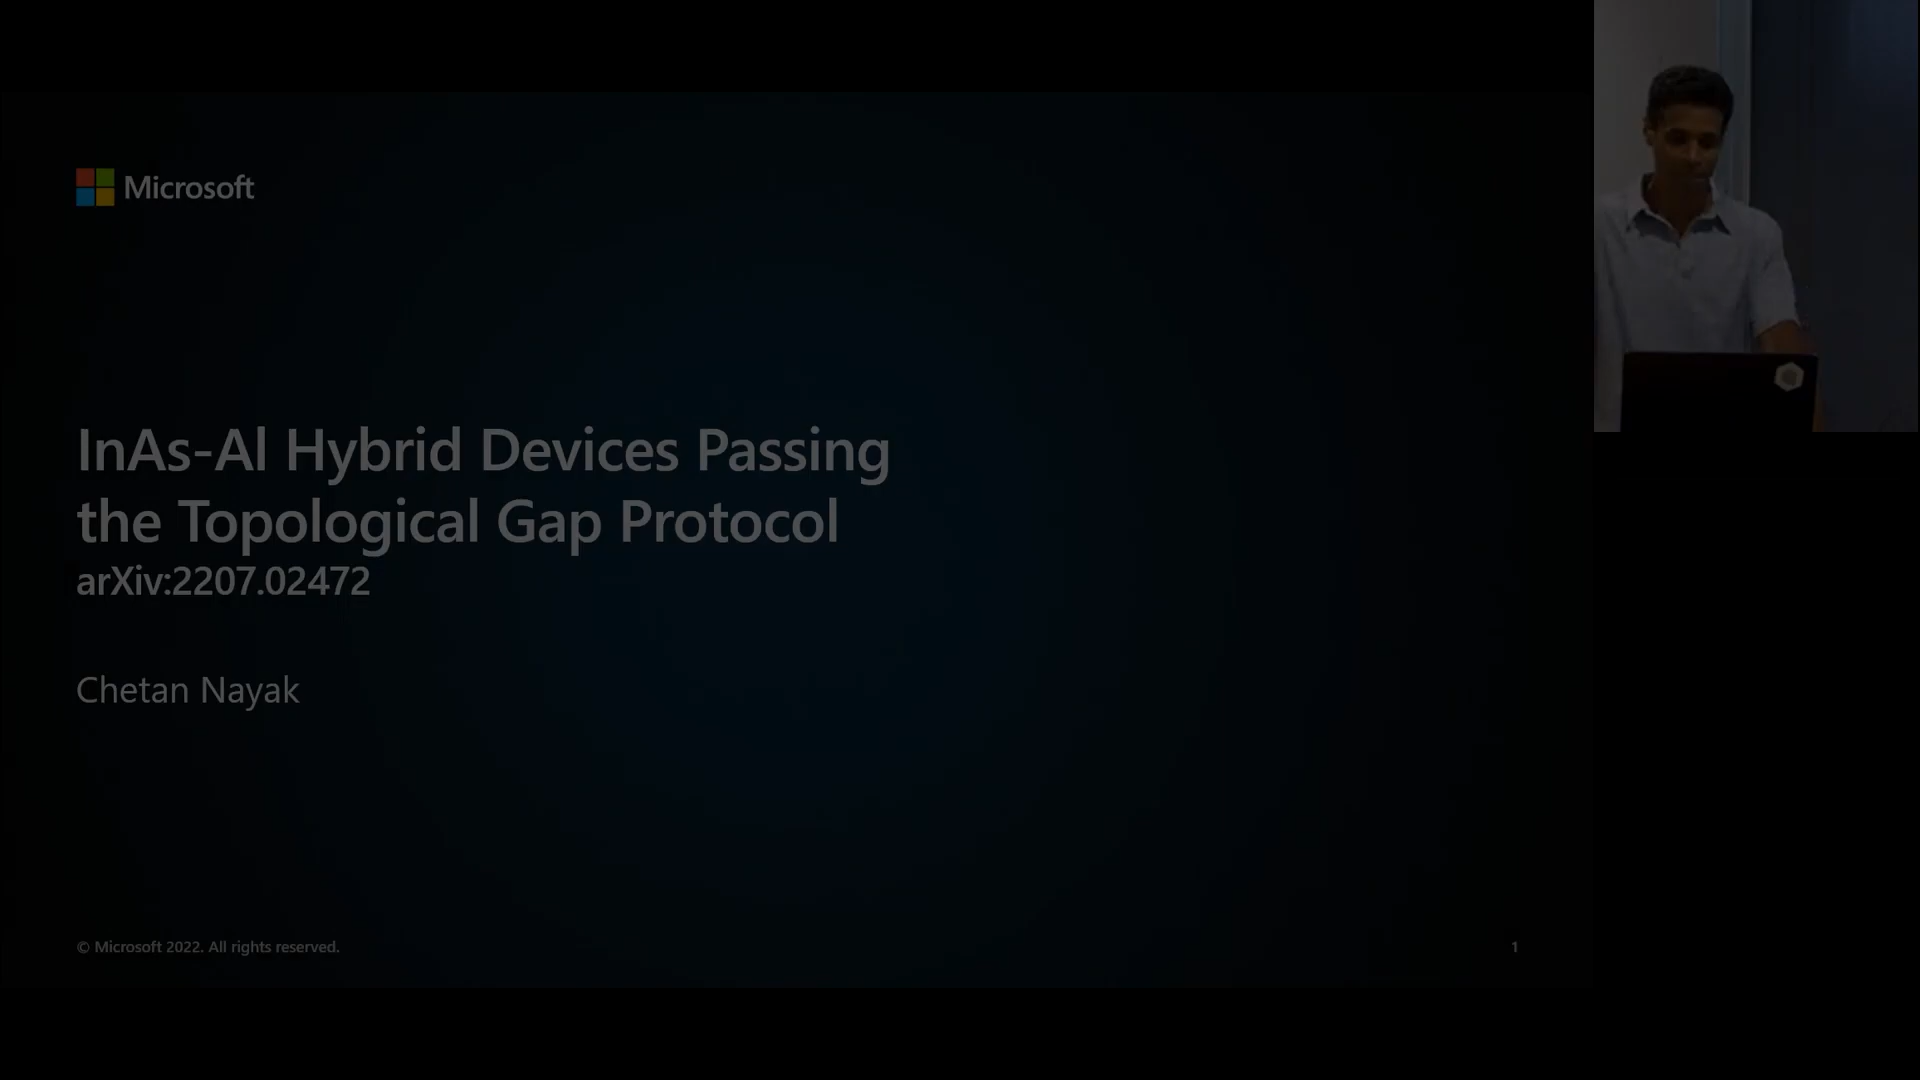 Microsoft
InAs-Al Hybrid Devices Passing
the Topological Gap Protocol
arXiv:2207.02472
Chetan Nayak
© Microsoft 2022. All rights reserved.
1